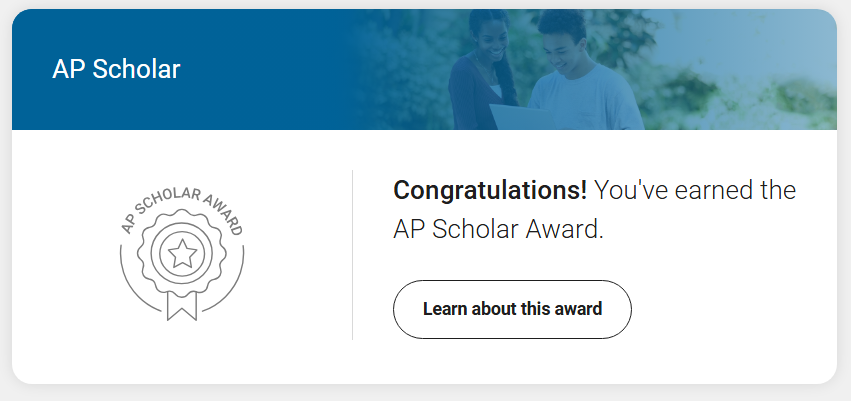 AP Scholar
AP SCHOLAR AWARD
Congratulations! You've earned the
AP Scholar Award.
Learn about this award